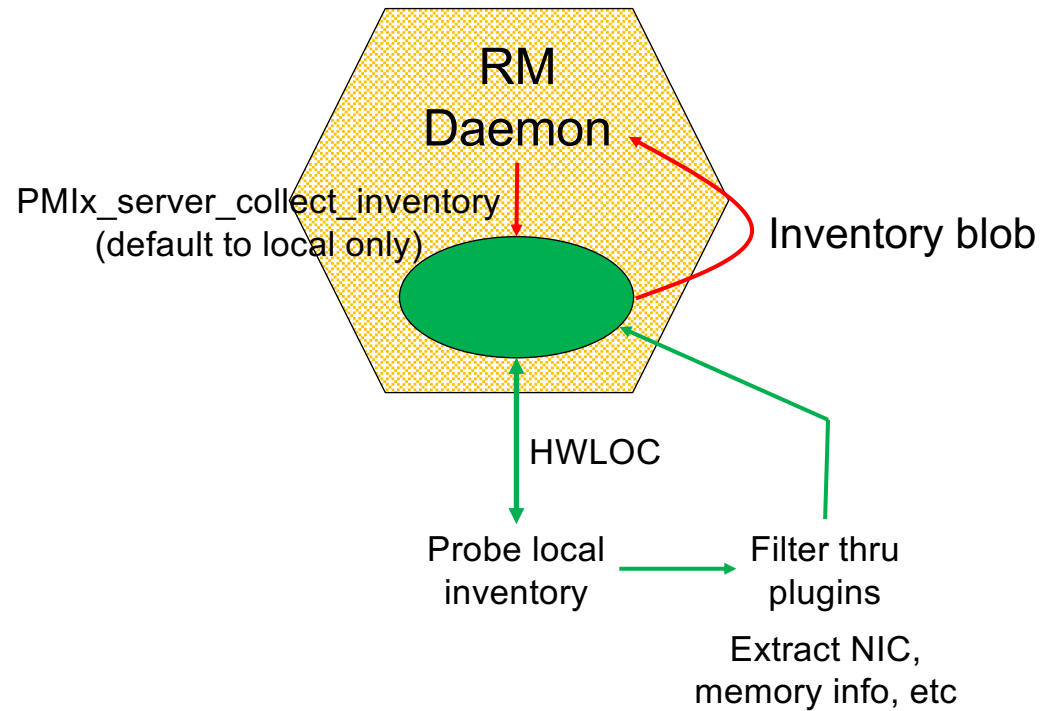 RM
Daemon
PMIx_server_collect_inventory
(default to local only)
Inventory blob
HWLOC
Probe local
inventory
Filter thru
plugins
Extract NIC,
memory info, etc